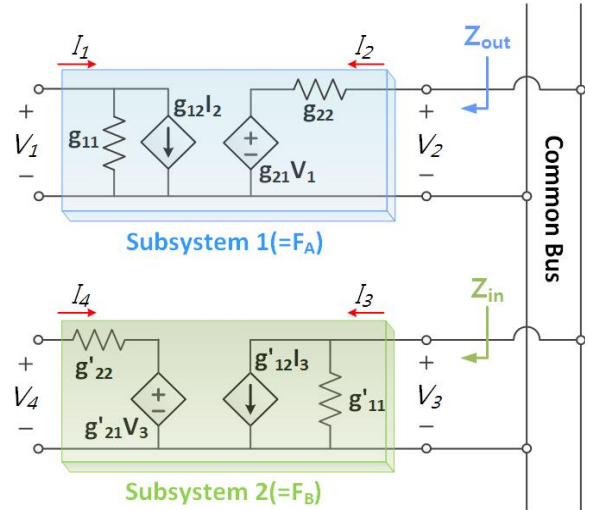 I1 I2 Zout
+ g12I2 g22 +
V1 g11 + V2
− − g21V1 −
Subsystem 1(=FA)
Common Bus
I4 I3 Zin
+ g'22 g'12I3 +
V4 + g'11 V3
− g'21V3 − −
Subsystem 2(=FB)